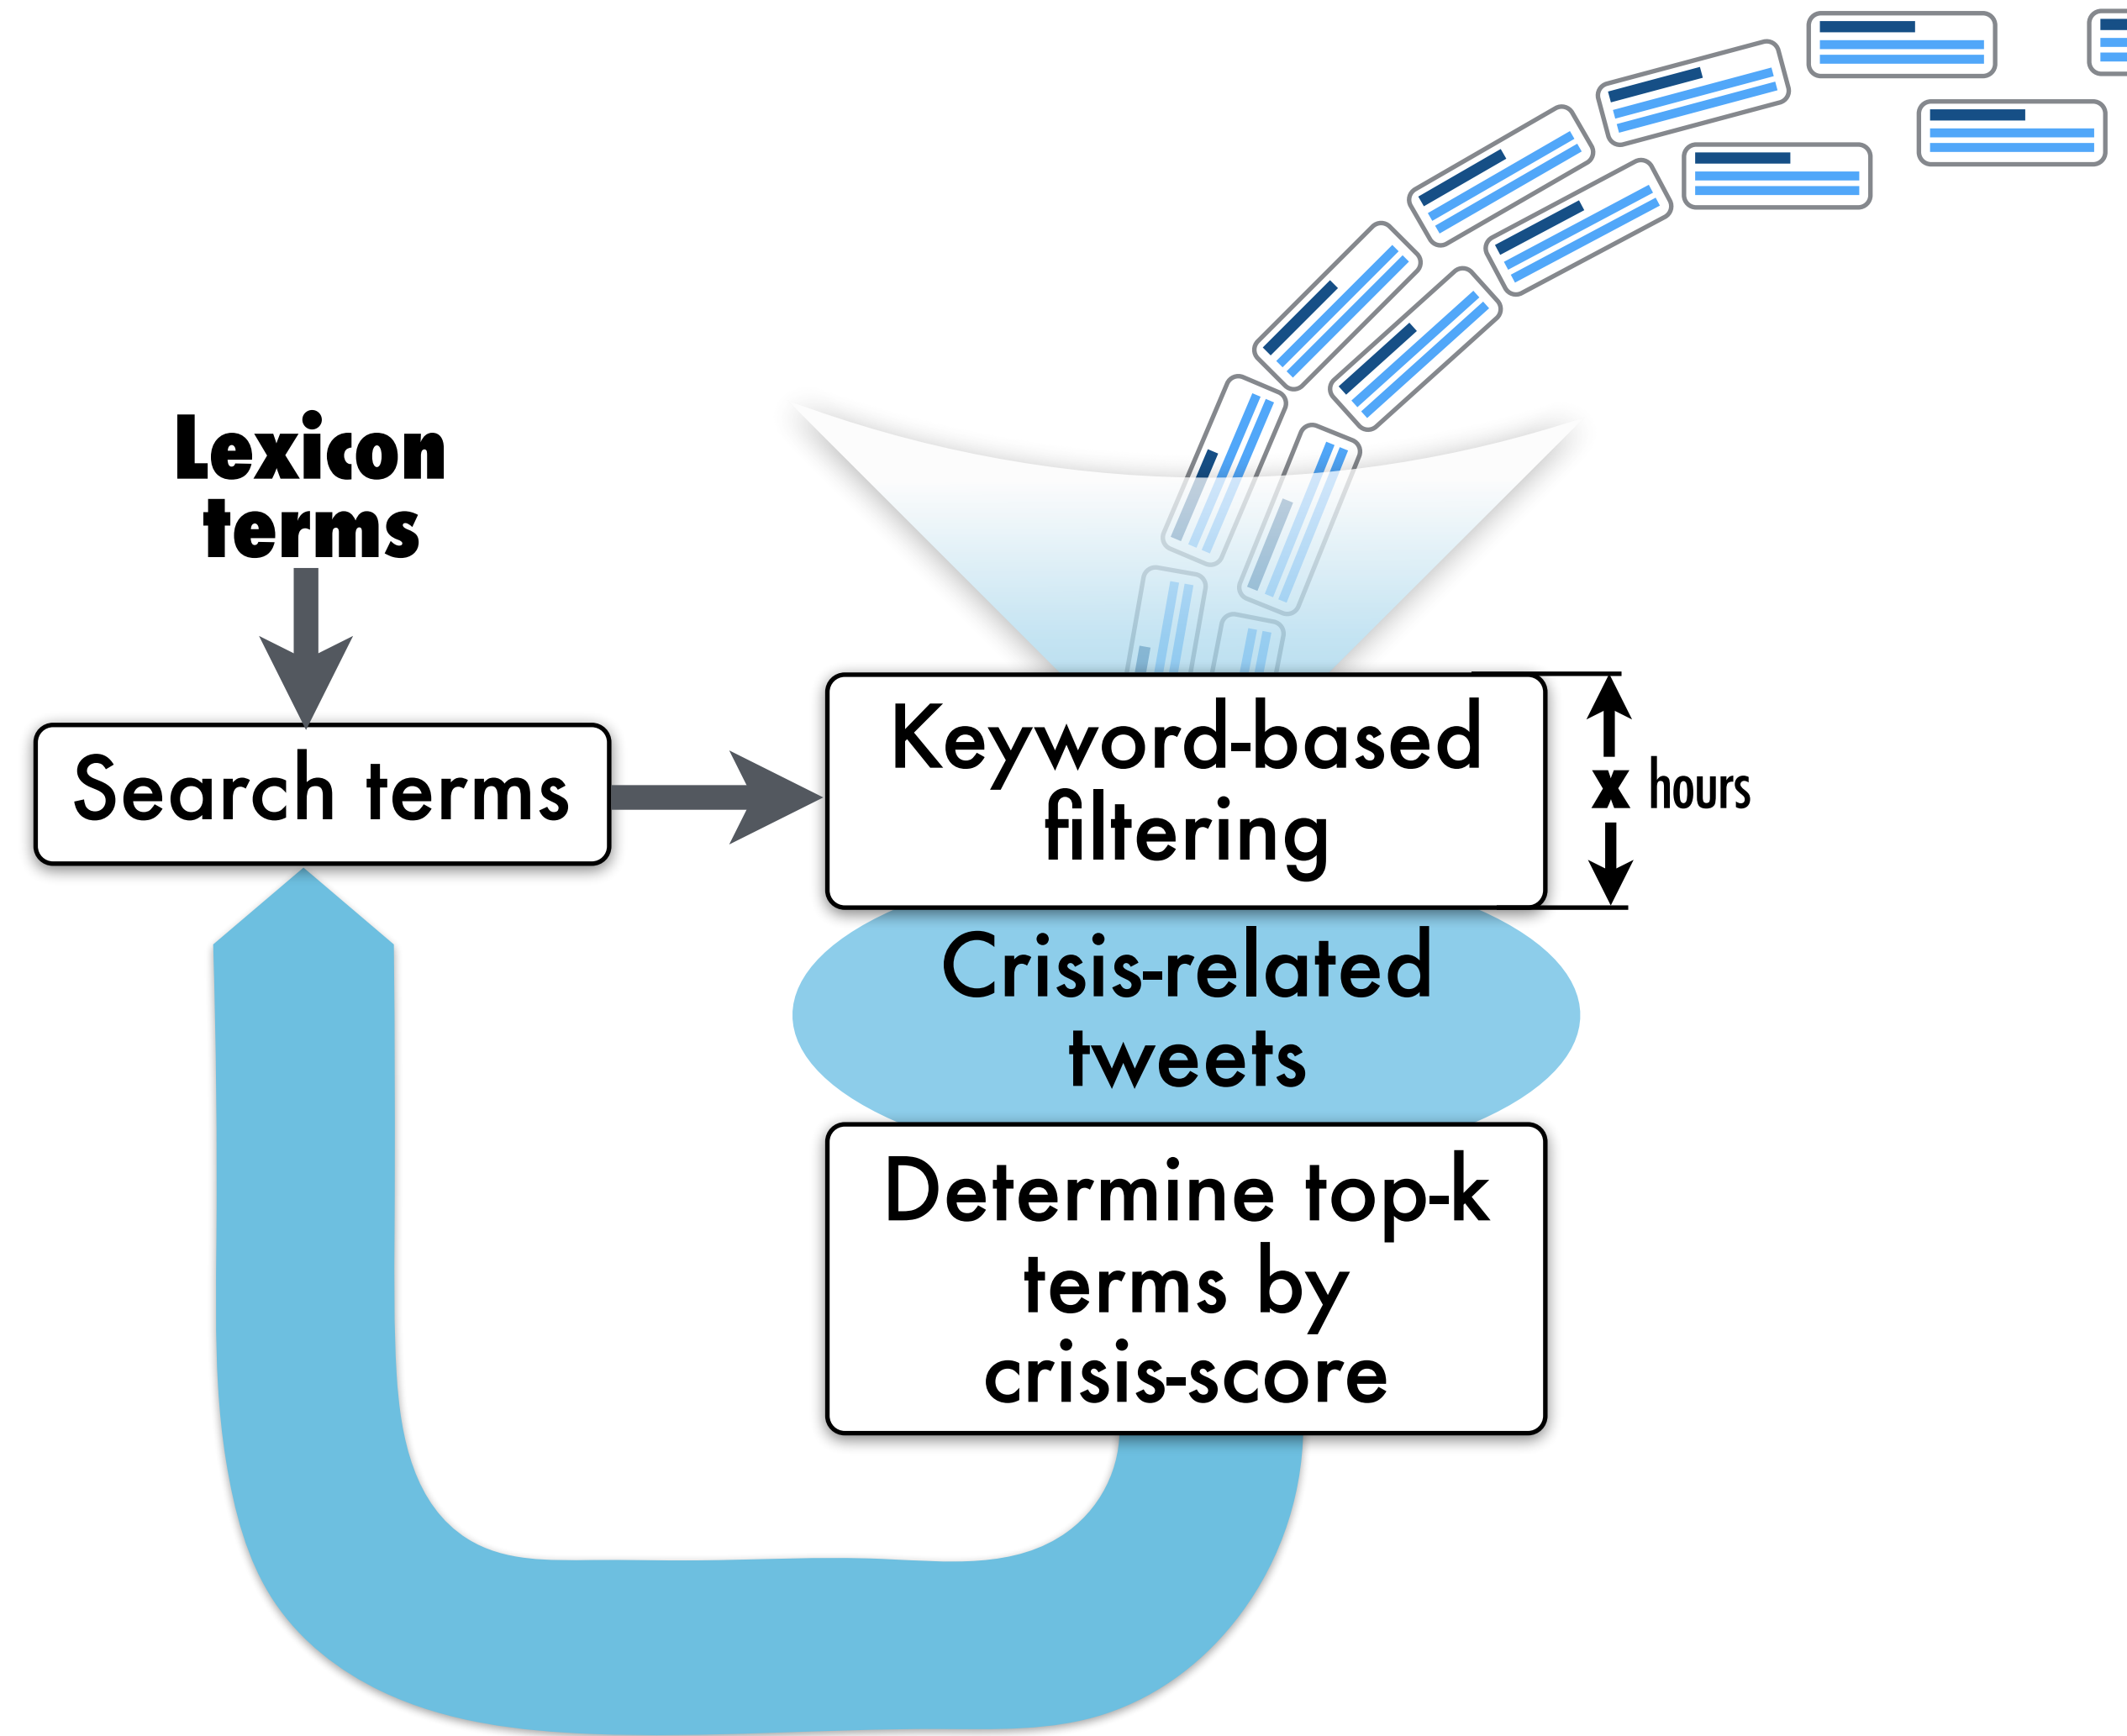 Lexicon
terms
Search terms
Keyword-based
filtering
x hours
Crisis-related
tweets
Determine top-k
terms by
crisis-score